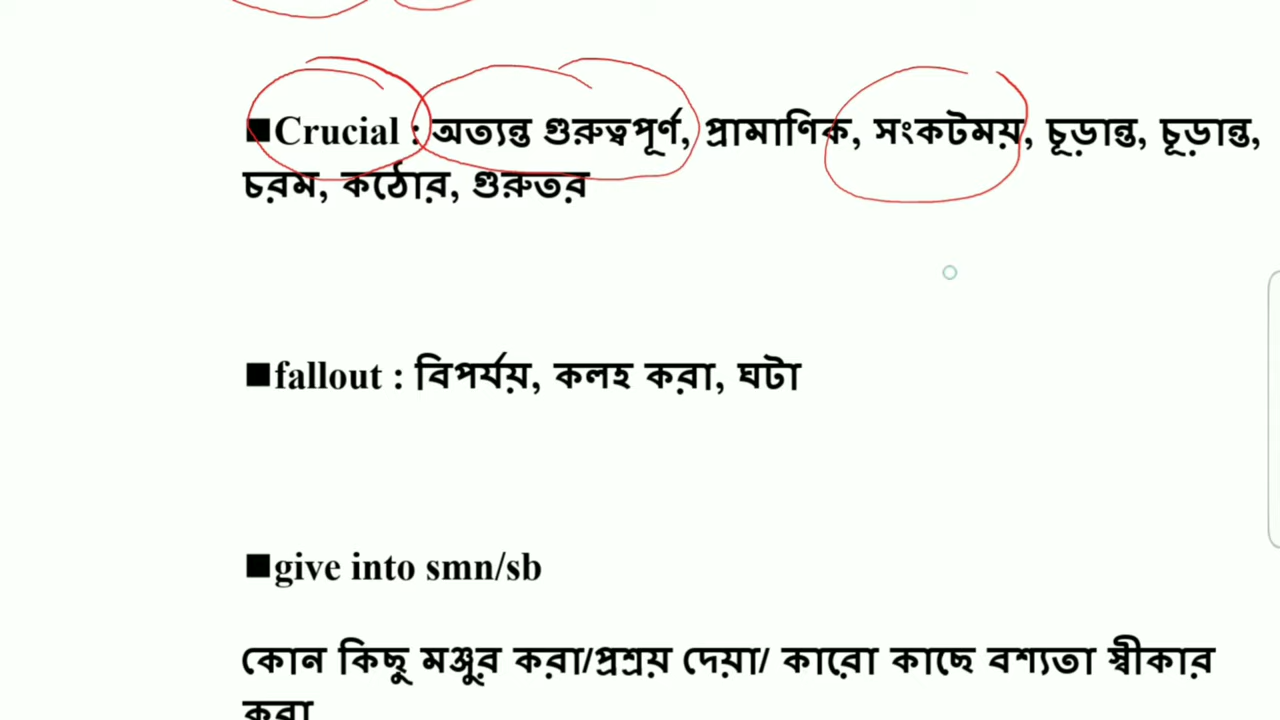 ■Crucial : অত্যন্ত গুরুত্বপূর্ণ, প্রামাণিক, সংকটময়, চূড়ান্ত, চূড়ান্ত,
চরম, কঠোর, গুরুতর
■fallout : বিপর্যয়, কলহ করা, ঘটা
■give into smn/sb
কোন কিছু মঞ্জুর করা/প্রশ্রয় দেয়া/ কারো কাছে বশ্যতা স্বীকার
করা